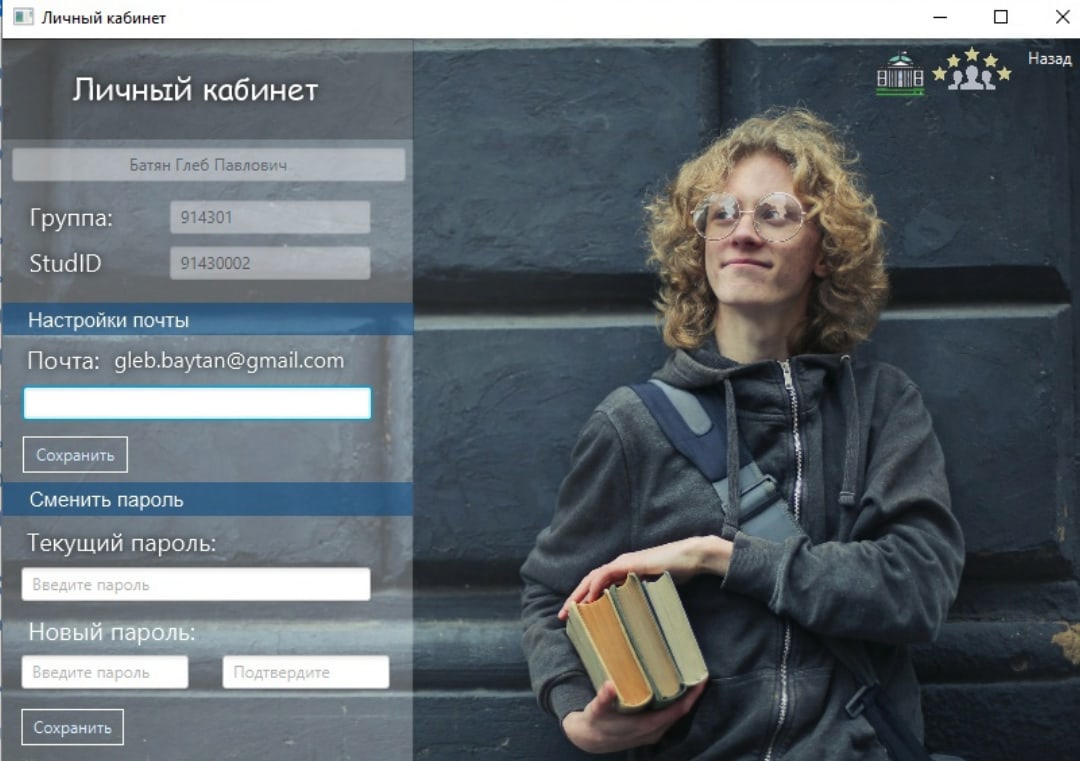 Личный кабинет
Назад
Личный кабинет
Батян Глеб Павлович
Группа: 914301
StudID 91430002
Настройки почты
Почта: gleb.baytan@gmail.com
Сохранить
Сменить пароль
Текущий пароль:
Введите пароль
Новый пароль:
Введите пароль Подтвердите
Сохранить